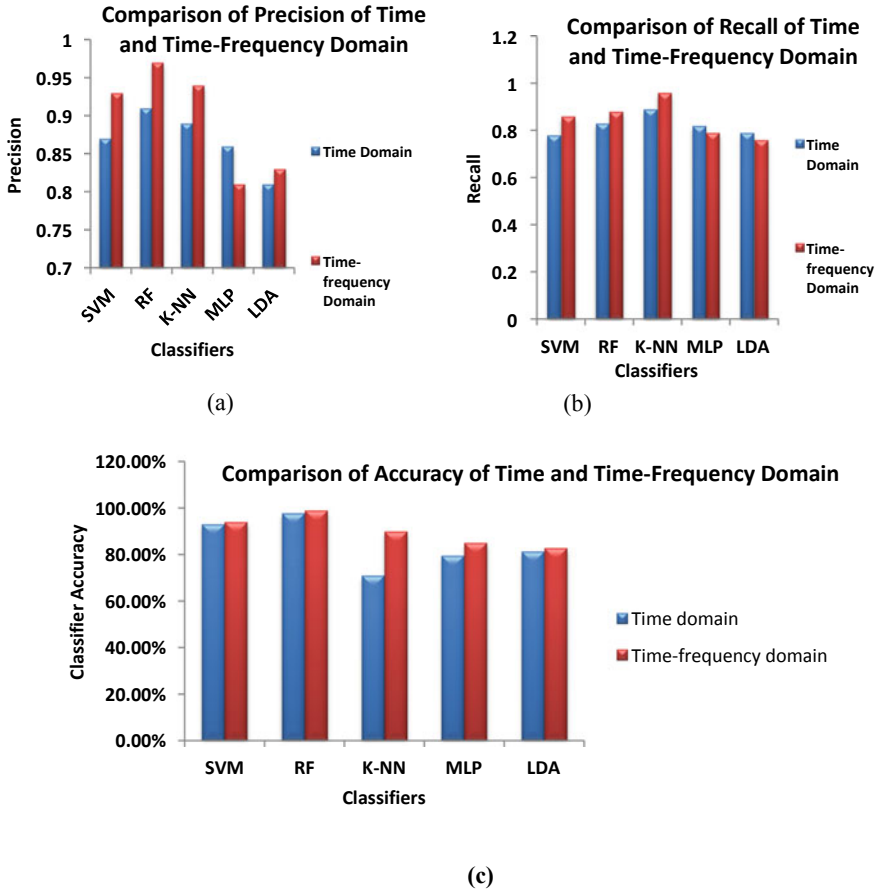 Comparison of Precision of Time
and Time-Frequency Domain
1
0.95
0.9
0.85
0.8
0.75
0.7
Precision
SVM
RF
K-NN
MLP
LDA
Classifiers
Time Domain
Time-
frequency
Domain
(a)
Comparison of Recall of Time
and Time-Frequency Domain
1.2
1
0.8
0.6
0.4
0.2
0
Recall
SVM RF K-NN MLP LDA
Classifiers
Time
Domain
Time-
frequency
Domain
(b)
Comparison of Accuracy of Time and Time-Frequency Domain
120.00%
100.00%
80.00%
60.00%
40.00%
20.00%
0.00%
Classifier Accuracy
SVM RF K-NN MLP LDA
Classifiers
Time domain
Time-frequency domain
(c)